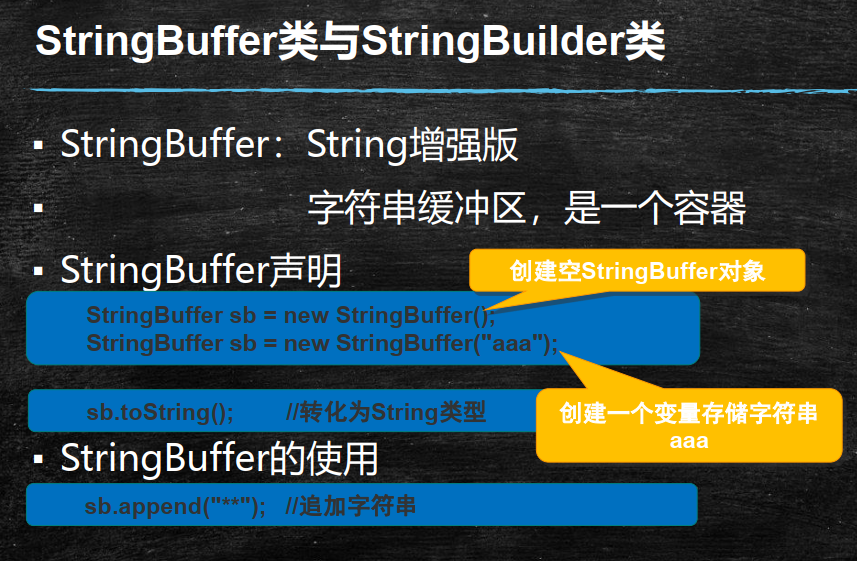 StringBuffer类与StringBuilder类
▪ StringBuffer：String增强版
▪ 字符串缓冲区，是一个容器
▪ StringBuffer声明
创建空StringBuffer对象
StringBuffer sb = new StringBuffer();
StringBuffer sb = new StringBuffer("aaa");
sb.toString(); //转化为String类型
创建一个变量存储字符串
aaa
▪ StringBuffer的使用
sb.append("**"); //追加字符串